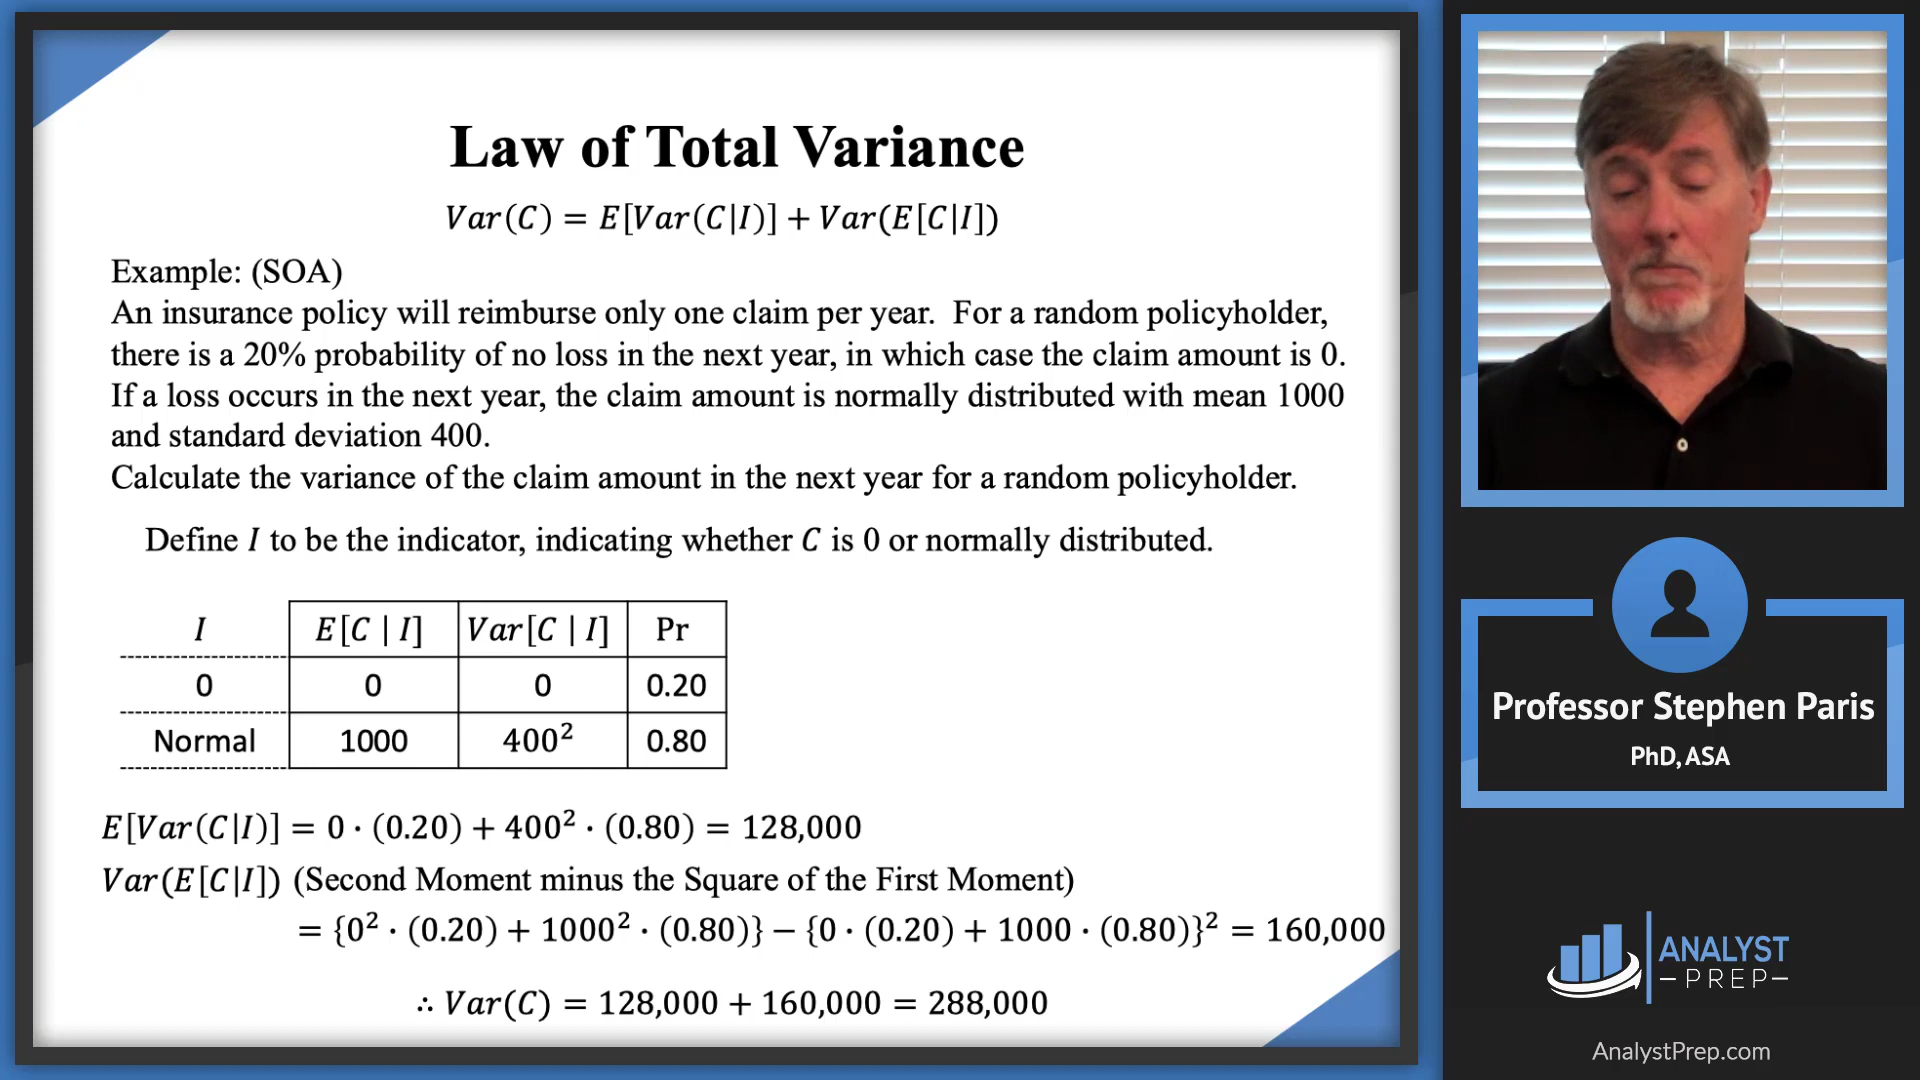 Law of Total Variance
Var(C) = E[Var(C|I)] + Var(E[C|I])
Example: (SOA)
An insurance policy will reimburse only one claim per year. For a random policyholder,
there is a 20% probability of no loss in the next year, in which case the claim amount is 0.
If a loss occurs in the next year, the claim amount is normally distributed with mean 1000
and standard deviation 400.
Calculate the variance of the claim amount in the next year for a random policyholder.
Define I to be the indicator, indicating whether C is 0 or normally distributed.
I E[C | I] Var[C | I] Pr
0 0 0 0.20
Normal 1000 400² 0.80
E[Var(C|I)] = 0 · (0.20) + 400² · (0.80) = 128,000
Var(E[C|I]) (Second Moment minus the Square of the First Moment)
= {0² · (0.20) + 1000² · (0.80)} − {0 · (0.20) + 1000 · (0.80)}² = 160,000
∴ Var(C) = 128,000 + 160,000 = 288,000
Professor Stephen Paris
PhD, ASA
ANALYST
PREP
AnalystPrep.com